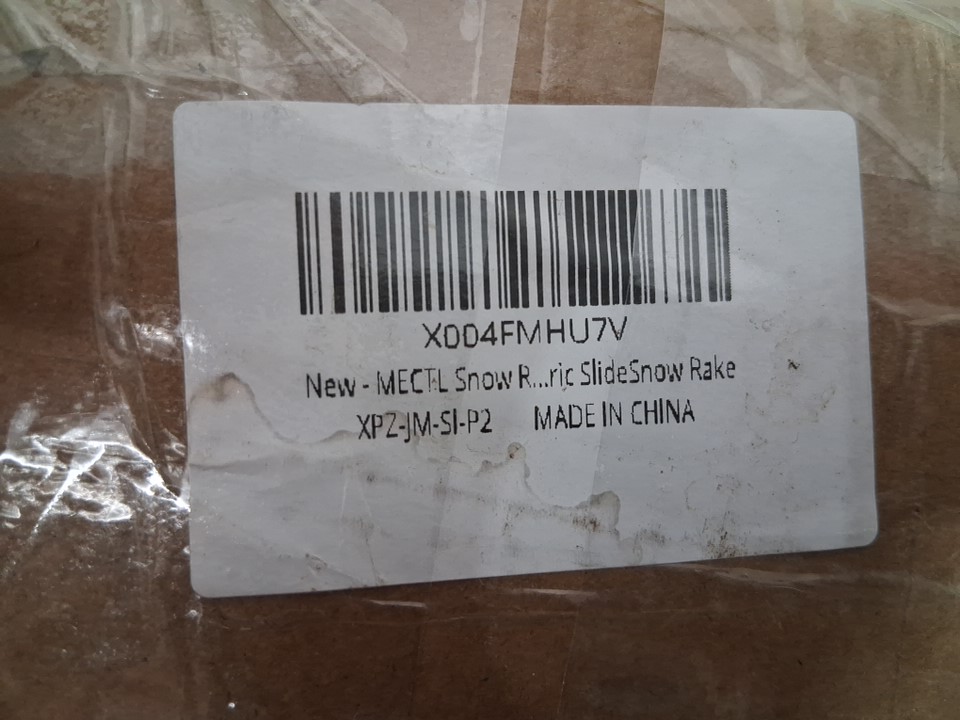 X004FMHU7V
New - MECTL Snow R...ric SlideSnow Rake
XPZ-JM-SI-P2 MADE IN CHINA